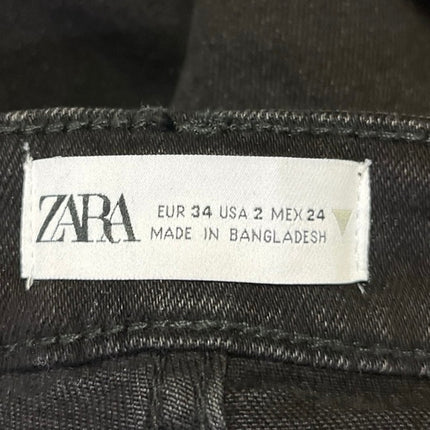 ZARA
EUR 34 USA 2 MEX 24
MADE IN BANGLADESH